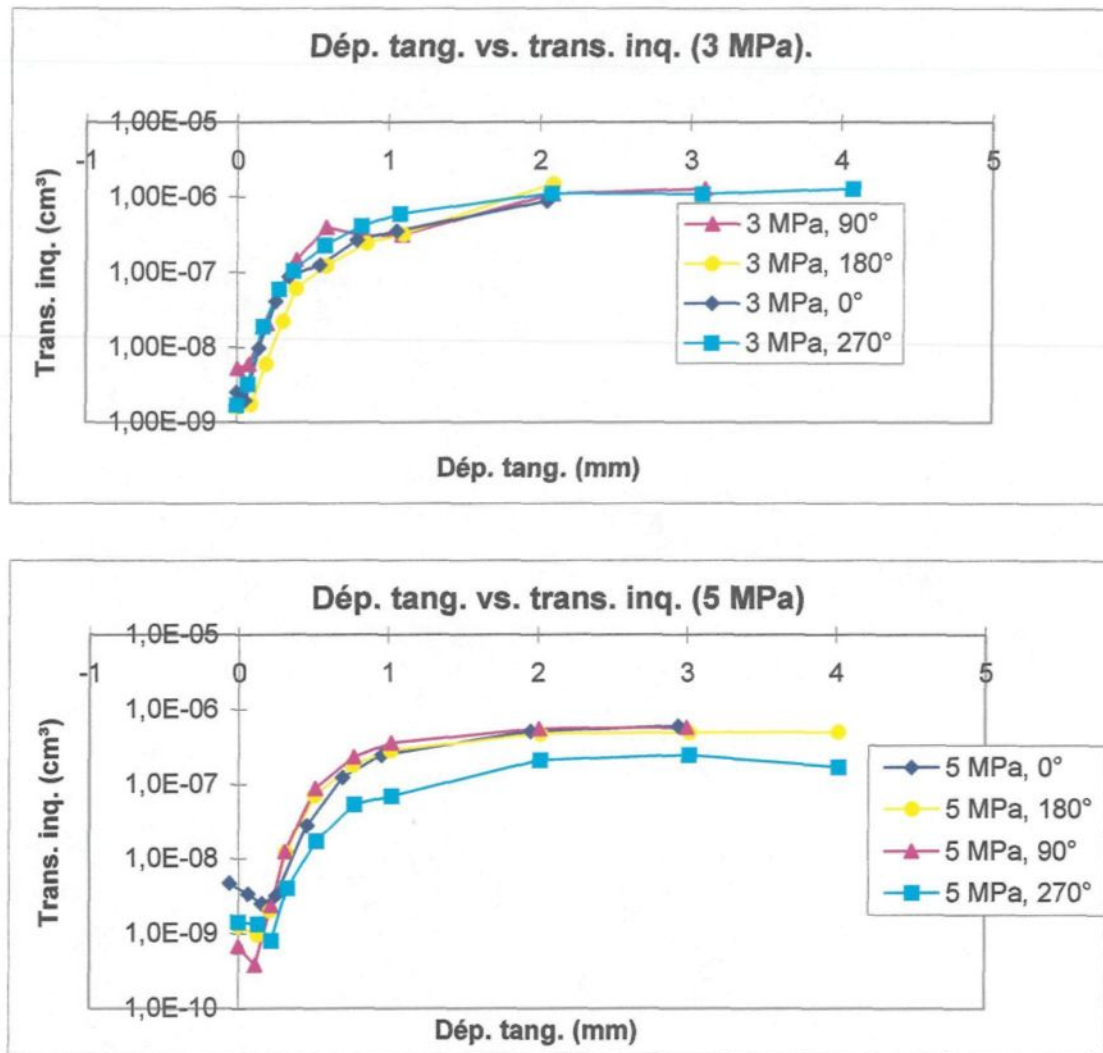 Dép. tang. vs. trans. inq. (3 MPa).
1,00E-05
-1 0 1 2 3 4 5
1,00E-06
1,00E-07
1,00E-08
1,00E-09
Trans. inq. (cm³)
3 MPa, 90°
3 MPa, 180°
3 MPa, 0°
3 MPa, 270°
Dép. tang. (mm)
Dép. tang. vs. trans. inq. (5 MPa)
1,0E-05
-1 0 1 2 3 4 5
1,0E-06
1,0E-07
1,0E-08
1,0E-09
1,0E-10
Trans. inq. (cm³)
5 MPa, 0°
5 MPa, 180°
5 MPa, 90°
5 MPa, 270°
Dép. tang. (mm)